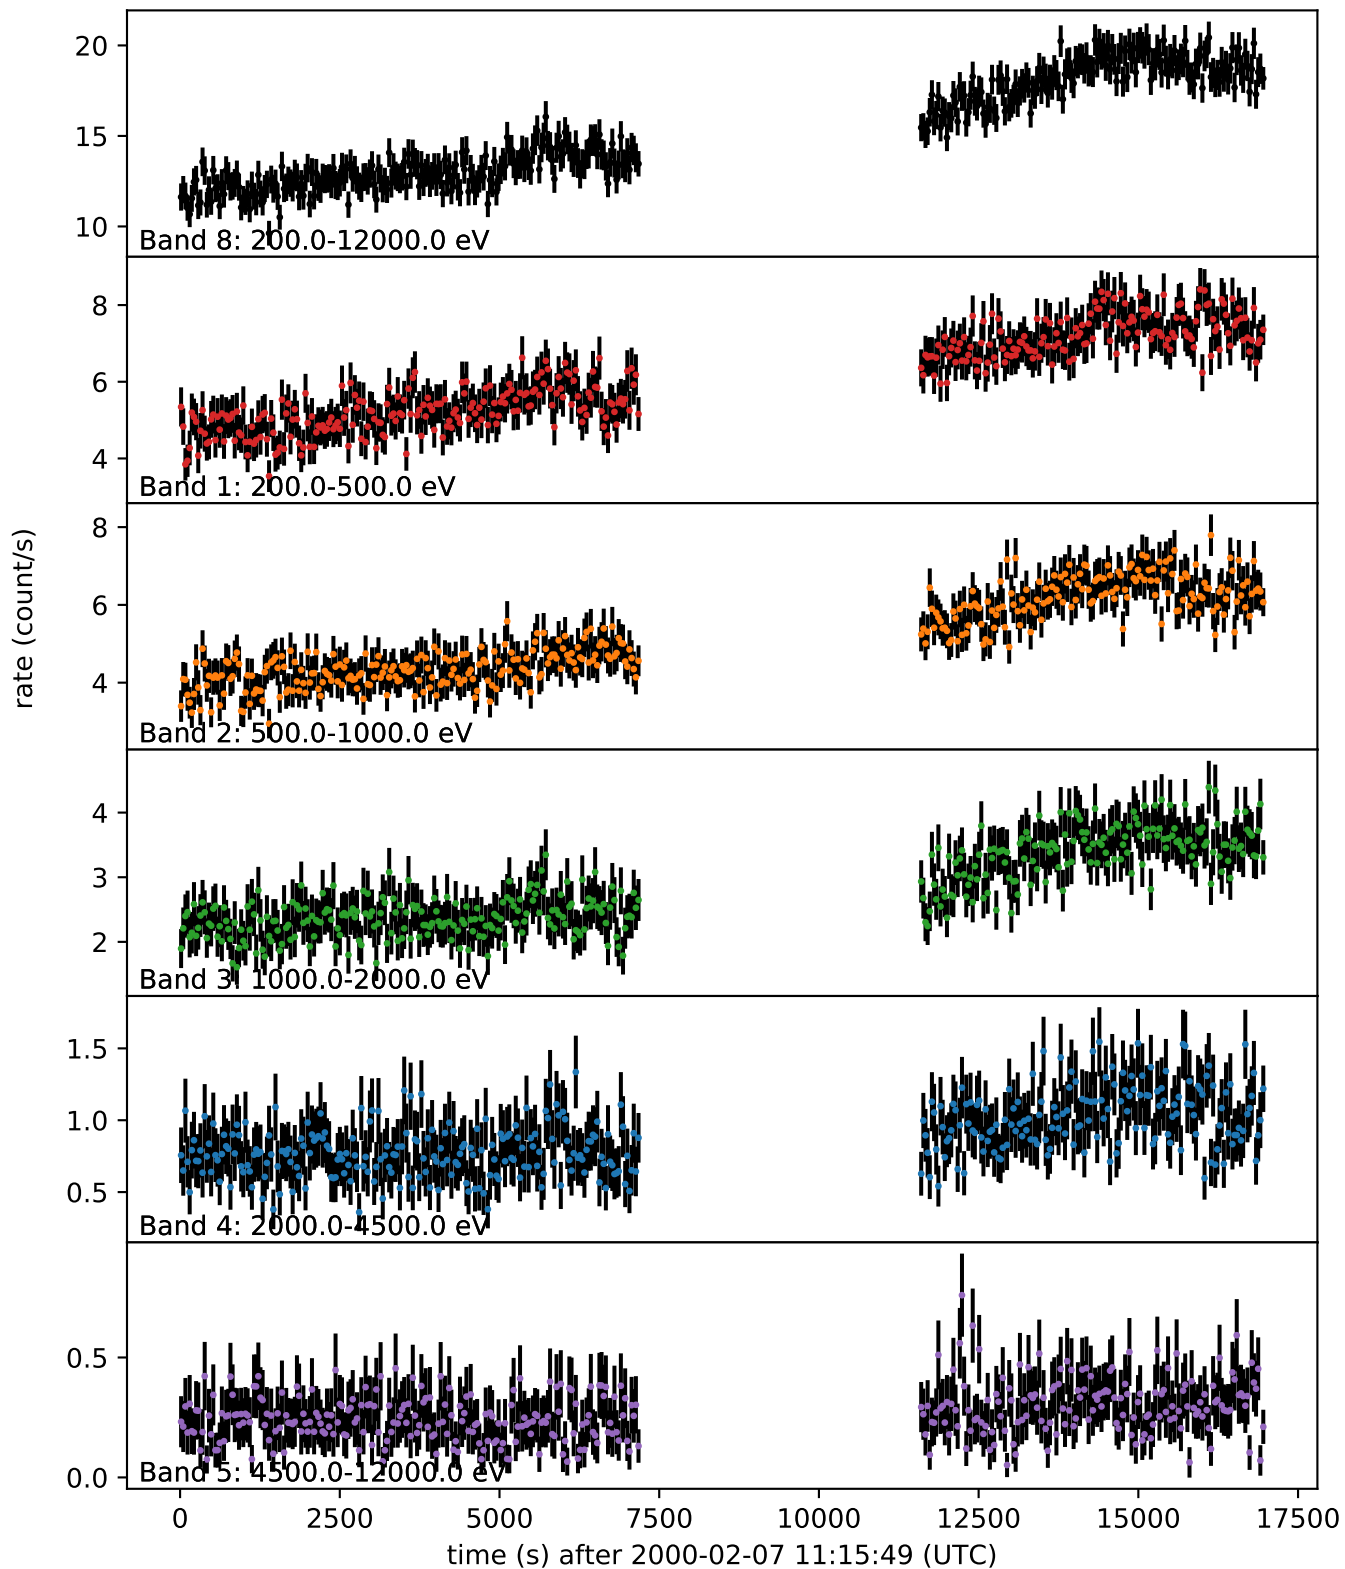 20
15
10
Band 8: 200.0-12000.0 eV
8
6
4
Band 1: 200.0-500.0 eV
8
6
4
Band 2: 500.0-1000.0 eV
rate (count/s)
4
3
2
Band 3: 1000.0-2000.0 eV
1.5
1.0
0.5
Band 4: 2000.0-4500.0 eV
0.5
0.0
Band 5: 4500.0-12000.0 eV
0 2500 5000 7500 10000 12500 15000 17500
time (s) after 2000-02-07 11:15:49 (UTC)